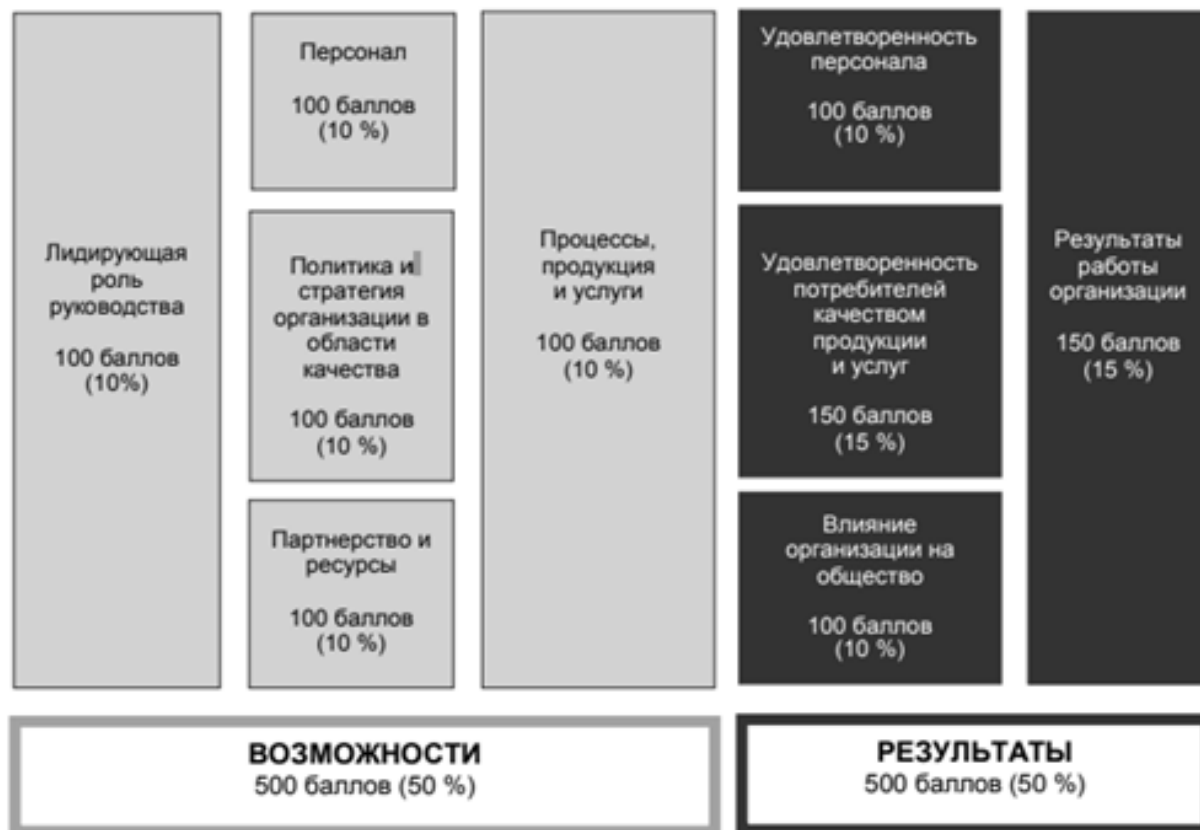 Лидирующая
роль
руководства
100 баллов
(10%)
Персонал
100 баллов
(10 %)
Политика и
стратегия
организации в
области
качества
100 баллов
(10 %)
Партнерство и
ресурсы
100 баллов
(10 %)
Процессы,
продукция
и услуги
100 баллов
(10 %)
Удовлетворенность
персонала
100 баллов
(10 %)
Удовлетворенность
потребителей
качеством
продукции
и услуг
150 баллов
(15 %)
Влияние
организации на
общество
100 баллов
(10 %)
Результаты
работы
организации
150 баллов
(15 %)
ВОЗМОЖНОСТИ
500 баллов (50 %)
РЕЗУЛЬТАТЫ
500 баллов (50 %)